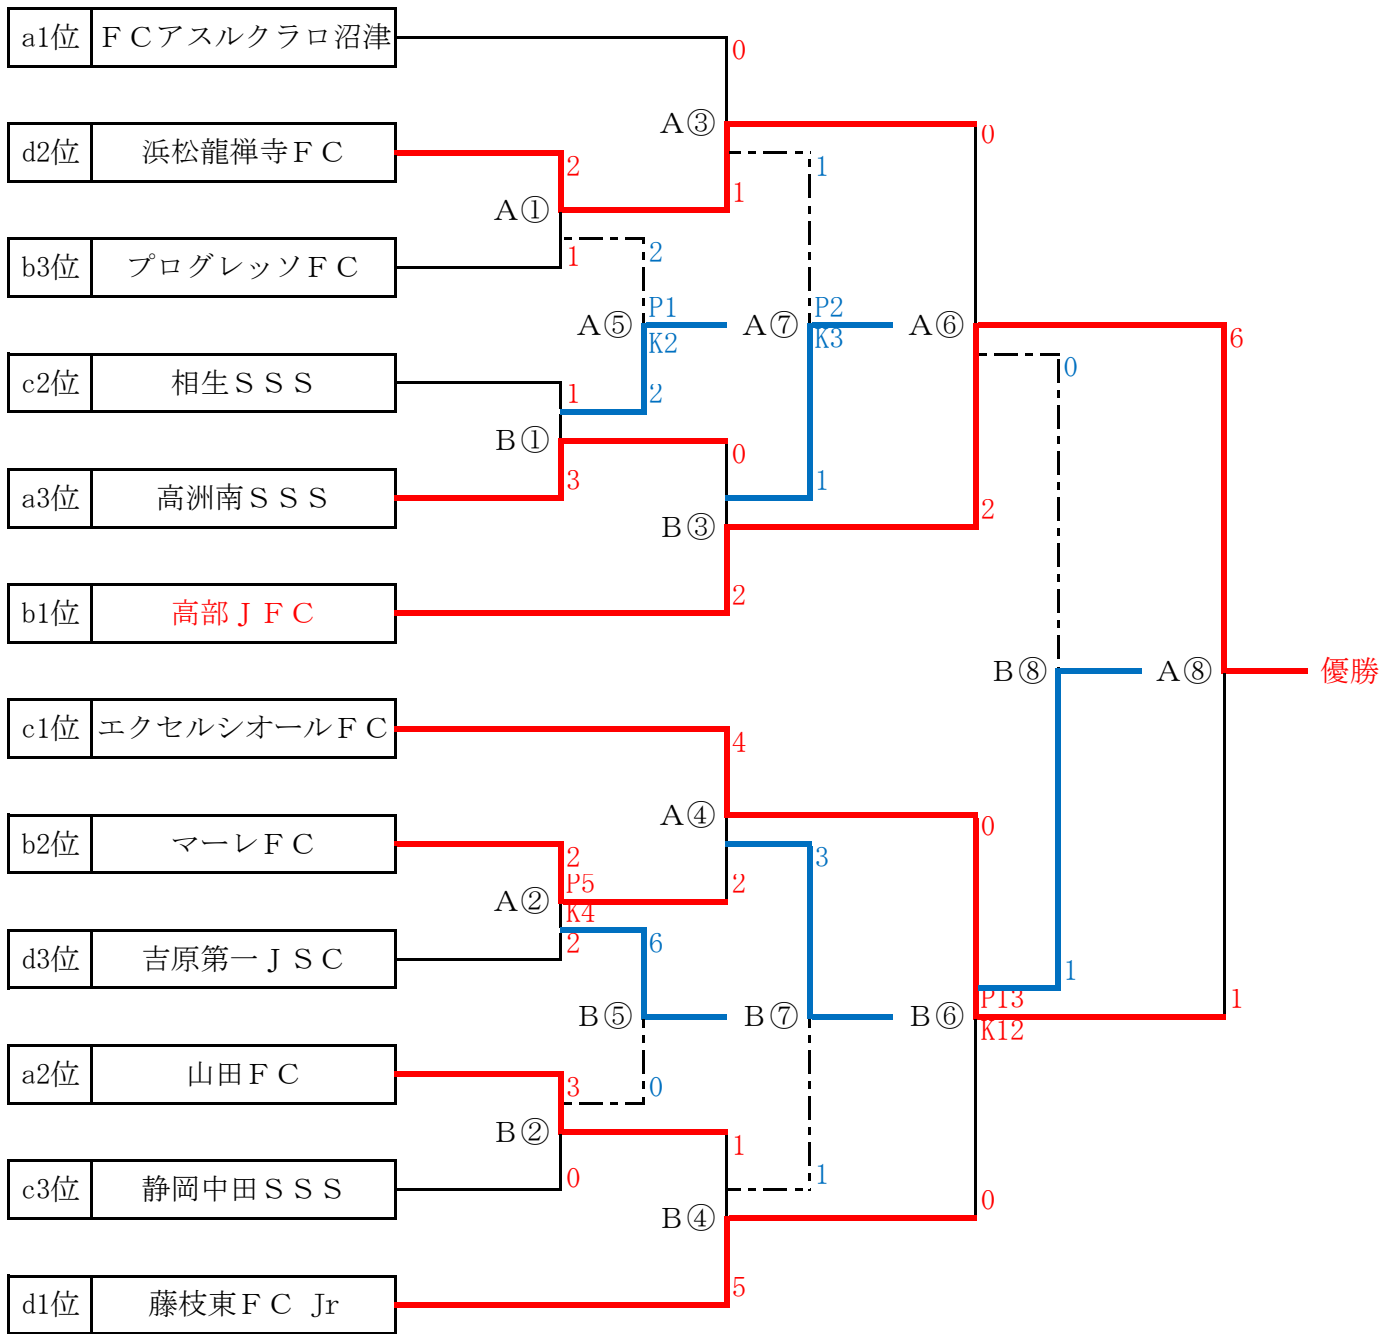 a1位 ＦＣアスルクラロ沼津
0
A③
0
d2位 浜松龍禅寺ＦＣ
2
1
1
A①
b3位 プログレッソＦＣ
1
2
P1
A⑤
K2
P2
A⑦
K3
A⑥
6
c2位 相生ＳＳＳ
1
2
0
B①
0
a3位 高洲南ＳＳＳ
3
1
2
B③
b1位 高部ＪＦＣ
2
B⑧
A⑧
優勝
c1位 エクセルシオールＦＣ
4
A④
0
b2位 マーレＦＣ
2
P5
3
A②
K4
2
d3位 吉原第一ＪＳＣ
2
6
1
P13
1
B⑤
B⑦
B⑥
K12
a2位 山田ＦＣ
3
0
B②
1
c3位 静岡中田ＳＳＳ
0
1
0
B④
d1位 藤枝東ＦＣ Jr
5